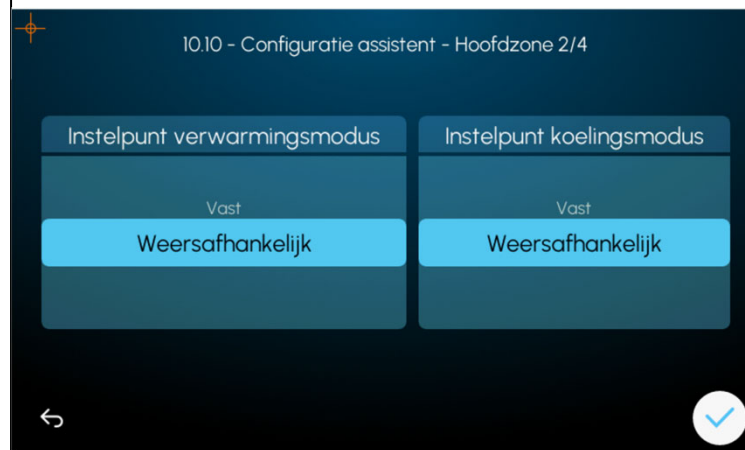 10.10 - Configuratie assistent - Hoofdzone 2/4
Instelpunt verwarmingsmodus
Vast
Weersafhankelijk
Instelpunt koelingsmodus
Vast
Weersafhankelijk